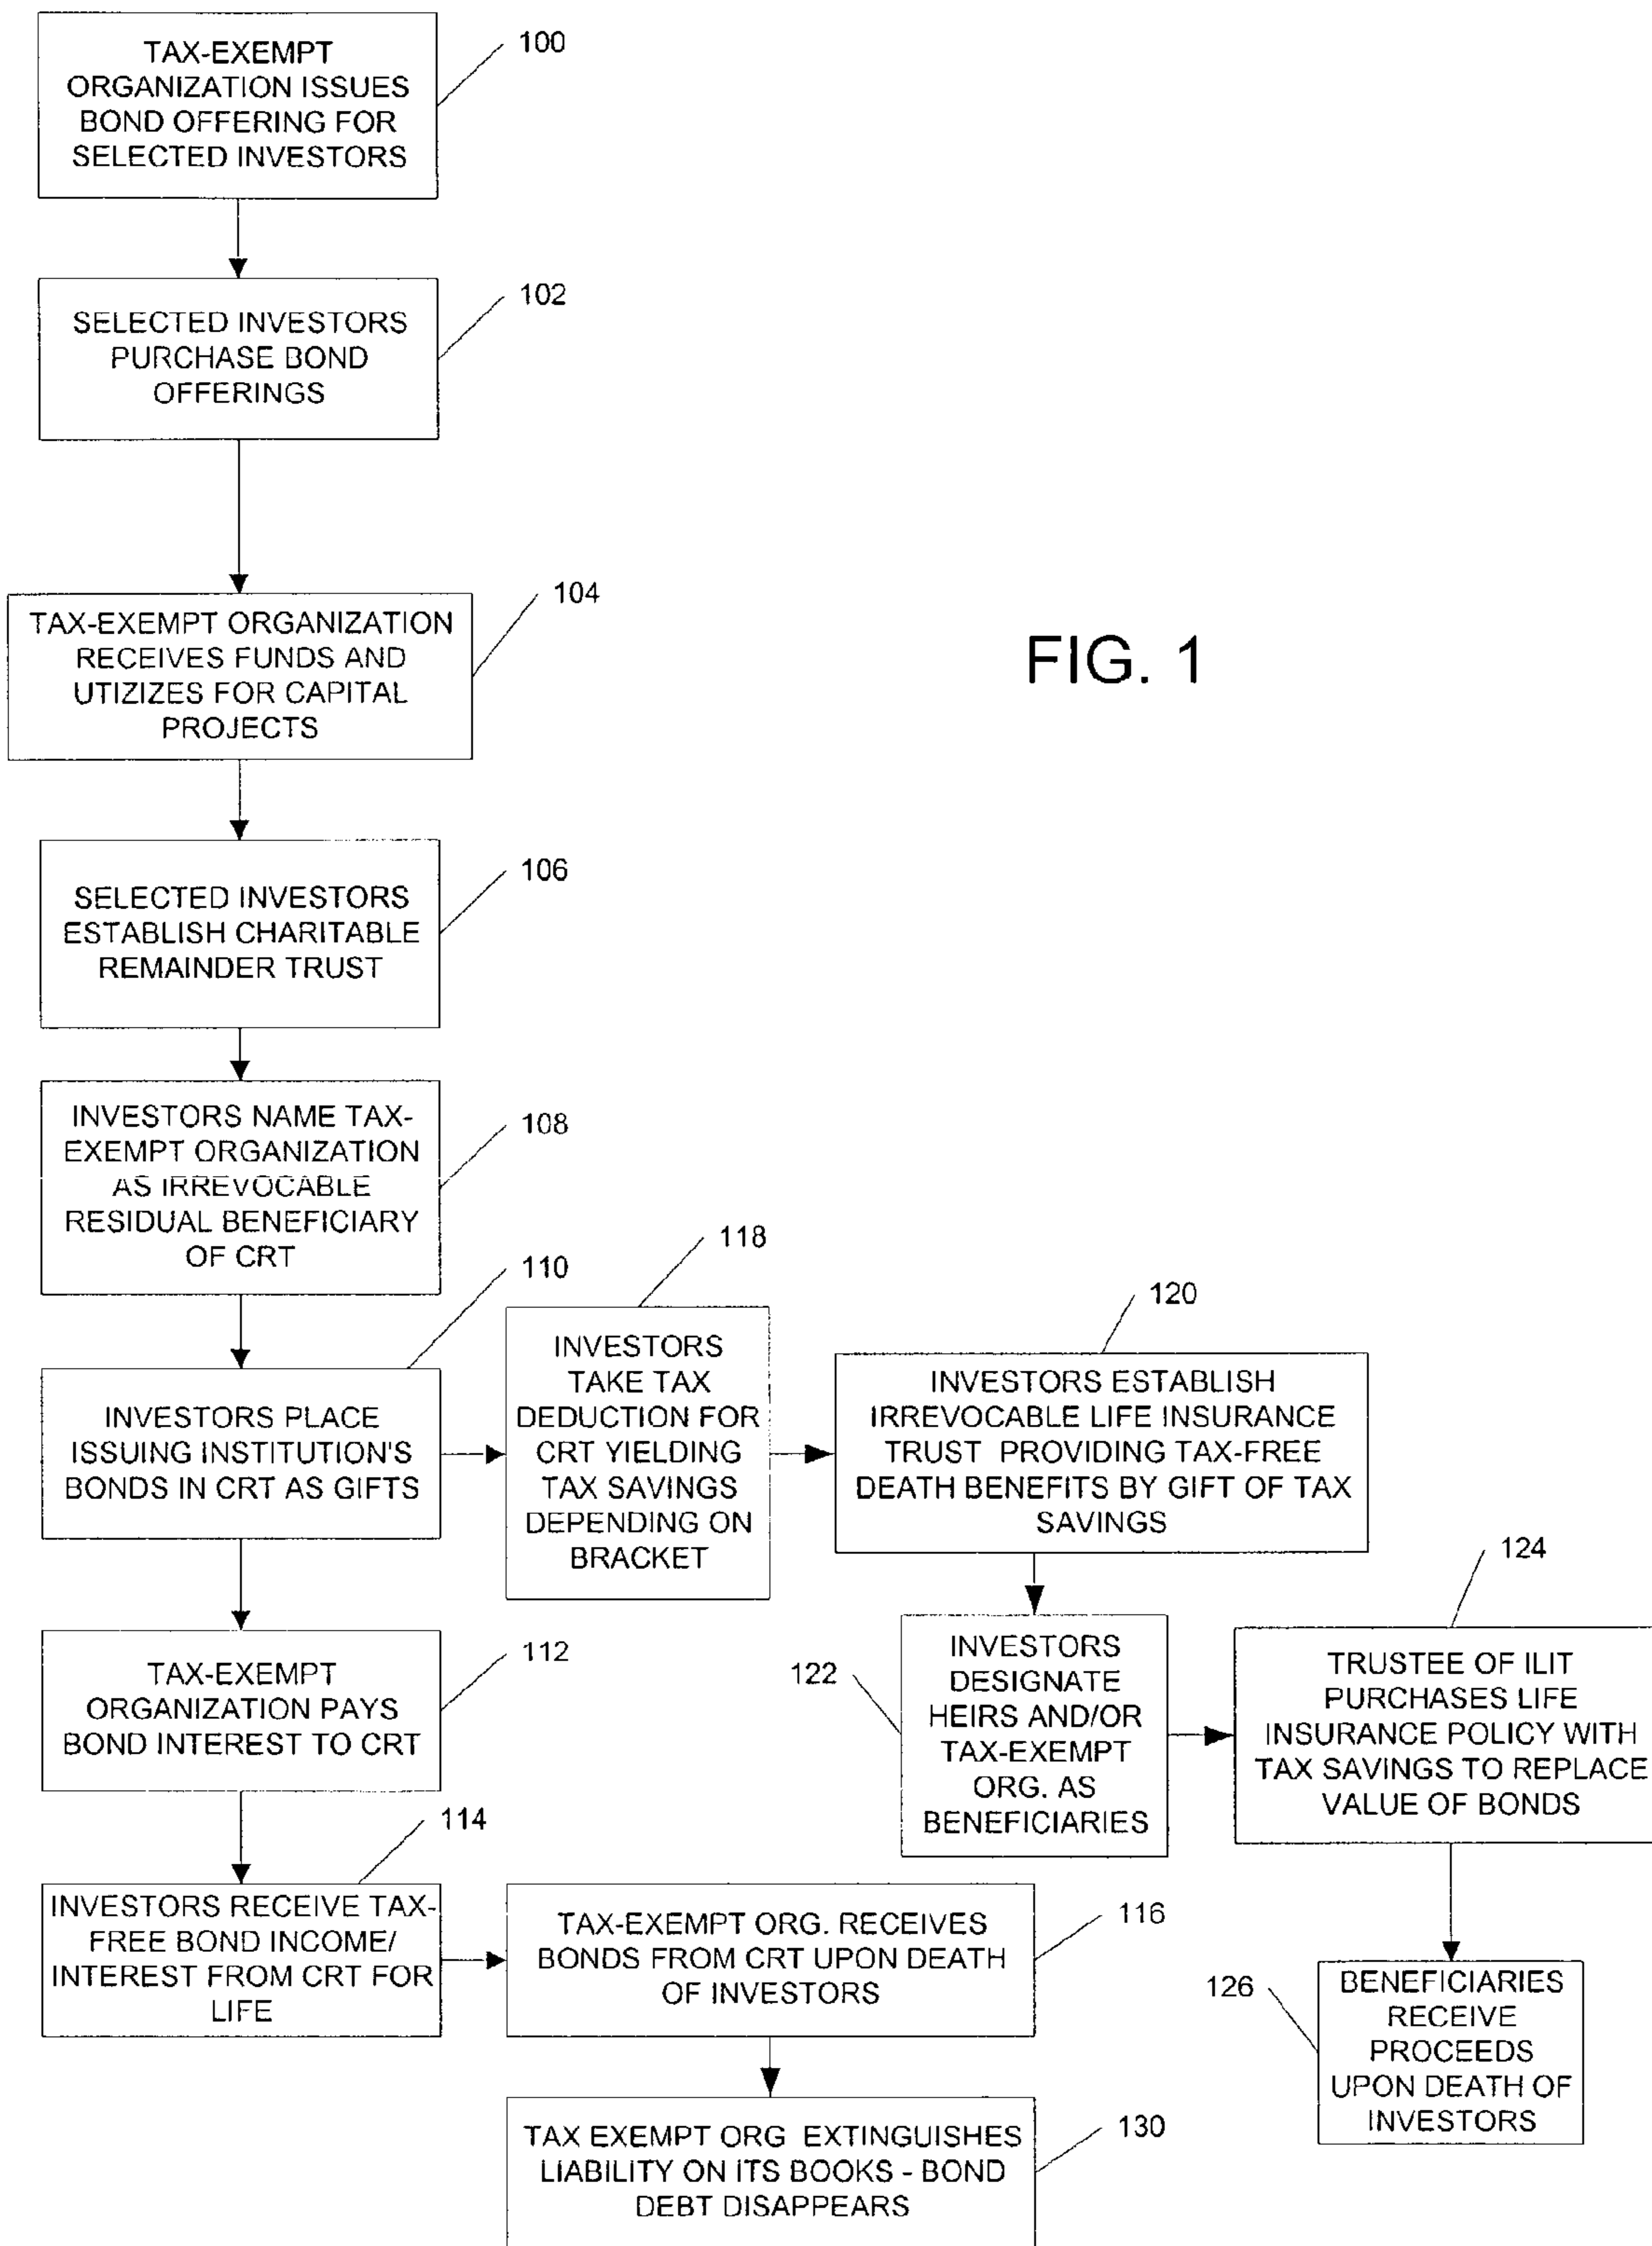 TAX-EXEMPT
ORGANIZATION ISSUES
BOND OFFERING FOR
SELECTED INVESTORS
100
SELECTED INVESTORS
PURCHASE BOND
OFFERINGS
102
TAX-EXEMPT ORGANIZATION
RECEIVES FUNDS AND
UTIZIZES FOR CAPITAL
PROJECTS
104
FIG. 1
SELECTED INVESTORS
ESTABLISH CHARITABLE
REMAINDER TRUST
106
INVESTORS NAME TAX-
EXEMPT ORGANIZATION
AS IRREVOCABLE
RESIDUAL BENEFICIARY
OF CRT
108
INVESTORS PLACE
ISSUING INSTITUTION'S
BONDS IN CRT AS GIFTS
110
INVESTORS
TAKE TAX
DEDUCTION FOR
CRT YIELDING
TAX SAVINGS
DEPENDING ON
BRACKET
118
INVESTORS ESTABLISH
IRREVOCABLE LIFE INSURANCE
TRUST PROVIDING TAX-FREE
DEATH BENEFITS BY GIFT OF TAX
SAVINGS
120
TAX-EXEMPT
ORGANIZATION PAYS
BOND INTEREST TO CRT
112
INVESTORS
DESIGNATE
HEIRS AND/OR
TAX-EXEMPT
ORG. AS
BENEFICIARIES
122
TRUSTEE OF ILIT
PURCHASES LIFE
INSURANCE POLICY WITH
TAX SAVINGS TO REPLACE
VALUE OF BONDS
124
INVESTORS RECEIVE TAX-
FREE BOND INCOME/
INTEREST FROM CRT FOR
LIFE
114
TAX-EXEMPT ORG. RECEIVES
BONDS FROM CRT UPON DEATH
OF INVESTORS
116
BENEFICIARIES
RECEIVE
PROCEEDS
UPON DEATH OF
INVESTORS
126
TAX EXEMPT ORG EXTINGUISHES
LIABILITY ON ITS BOOKS - BOND
DEBT DISAPPEARS
130